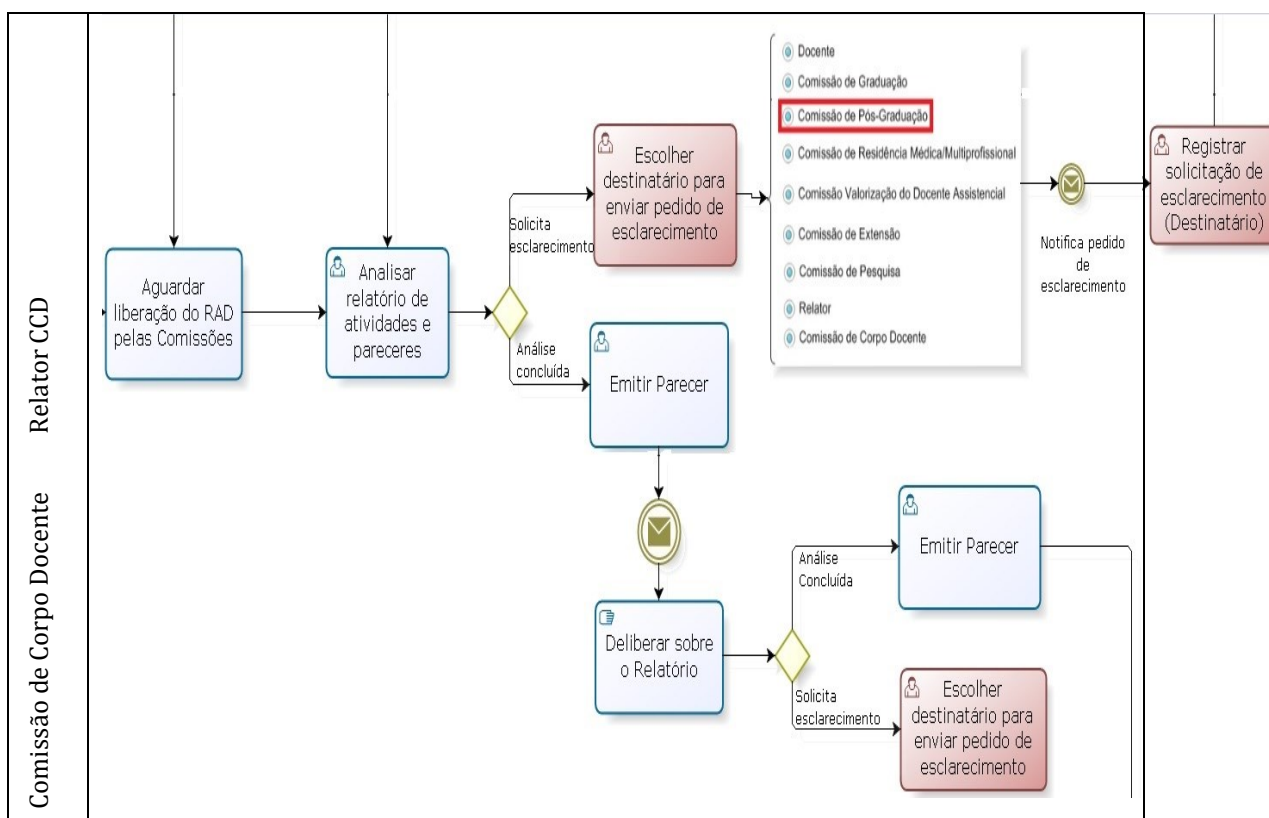 Relator CCD
Comissão de Corpo Docente
Aguardar
liberação do RAD
pelas Comissões
Analisar
relatório de
atividades e
pareceres
Solicita
esclarecimento
Análise
concluída
Escolher
destinatário para
enviar pedido de
esclarecimento
Emitir Parecer
Docente
Comissão de Graduação
Comissão de Pós-Graduação
Comissão de Residência Médica/Multiprofissional
Comissão Valorização do Docente Assistencial
Comissão de Extensão
Comissão de Pesquisa
Relator
Comissão de Corpo Docente
Notifica pedido
de
esclarecimento
Registrar
solicitação de
esclarecimento
(Destinatário)
Deliberar sobre
o Relatório
Análise
Concluída
Solicita
esclarecimento
Emitir Parecer
Escolher
destinatário para
enviar pedido de
esclarecimento